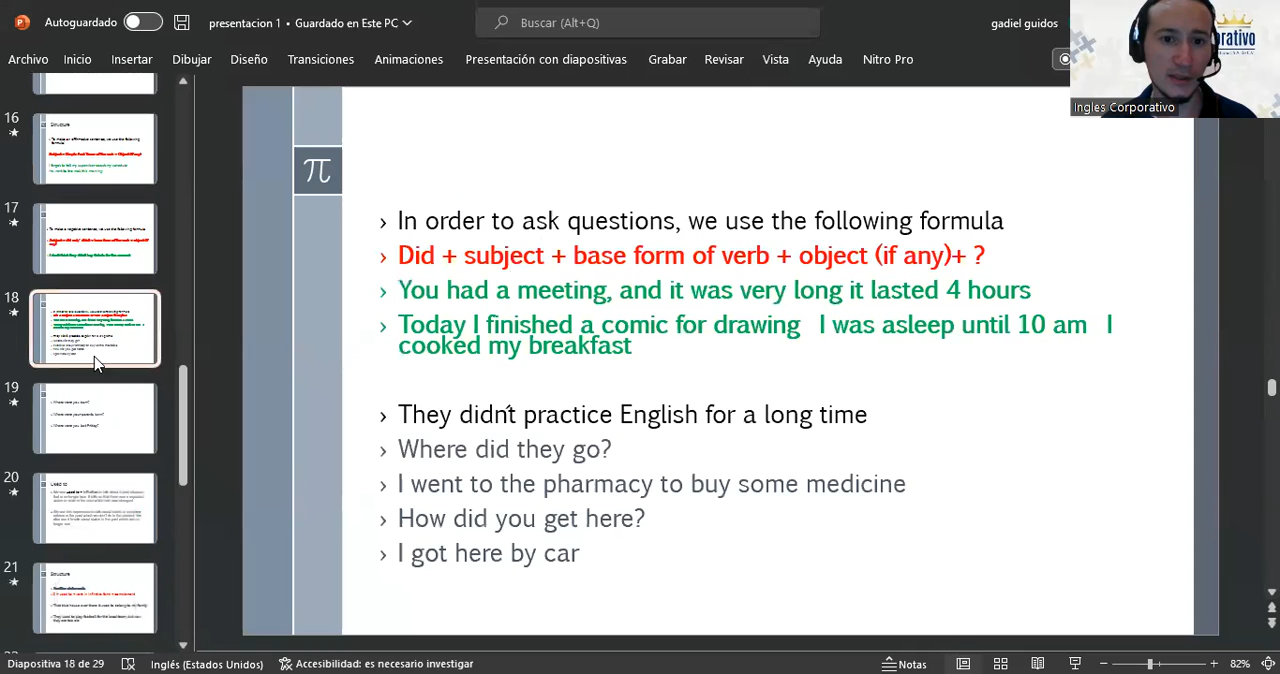 Autoguardado
presentacion 1 • Guardado en Este PC
Buscar (Alt+Q)
gadiel guidos
Archivo Inicio Insertar Dibujar Diseño Transiciones Animaciones Presentación con diapositivas Grabar Revisar Vista Ayuda Nitro Pro
Ingles Corporativo
16
Structure
17
18
19
20
Used to
21
Structure
π
› In order to ask questions, we use the following formula
› Did + subject + base form of verb + object (if any)+ ?
› You had a meeting, and it was very long it lasted 4 hours
› Today I finished a comic for drawing I was asleep until 10 am I
cooked my breakfast
› They didn't practice English for a long time
› Where did they go?
› I went to the pharmacy to buy some medicine
› How did you get here?
› I got here by car
Diapositiva 18 de 29 Inglés (Estados Unidos) Accesibilidad: es necesario investigar Notas 82%